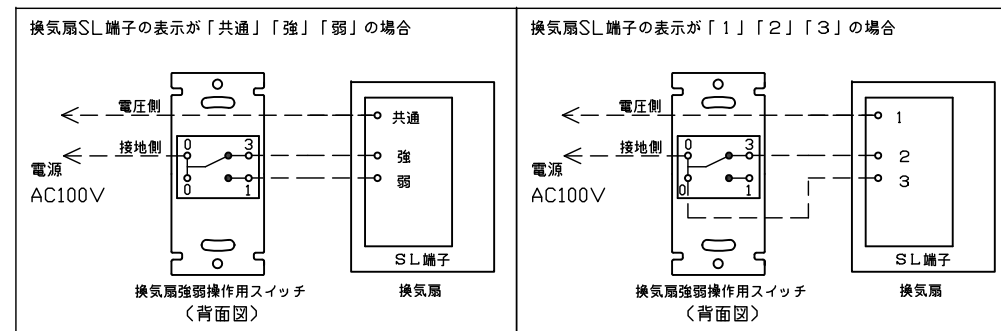 換気扇SL端子の表示が「共通」「強」「弱」の場合
電圧側
共通
接地側
0 3
強
電源
弱
AC100V
0 1
SL端子
換気扇強弱操作用スイッチ
換気扇
(背面図)
換気扇SL端子の表示が「1」「2」「3」の場合
電圧側
1
接地側
0 3
2
電源
3
AC100V
0 1
SL端子
換気扇強弱操作用スイッチ
換気扇
(背面図)